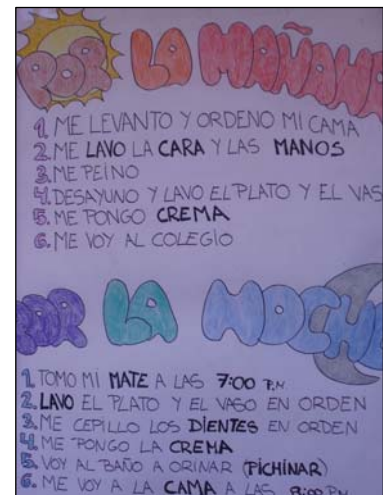 POR LA MAÑANA
1. ME LEVANTO Y ORDENO MI CAMA
2. ME LAVO LA CARA Y LAS MANOS
3. ME PEINO
4. DESAYUNO Y LAVO EL PLATO Y EL VAS
5. ME PONGO CREMA
6. ME VOY AL COLEGIO
POR LA NOCHE
1. TOMO MI MATE A LAS 7:00 P.M.
2. LAVO EL PLATO Y EL VASO EN ORDEN
3. ME CEPILLO LOS DIENTES EN ORDEN
4. ME PONGO LA CREMA
5. VOY AL BAÑO A ORINAR (PICHINAR)
6. ME VOY A LA CAMA A LAS 8:00 P.M.